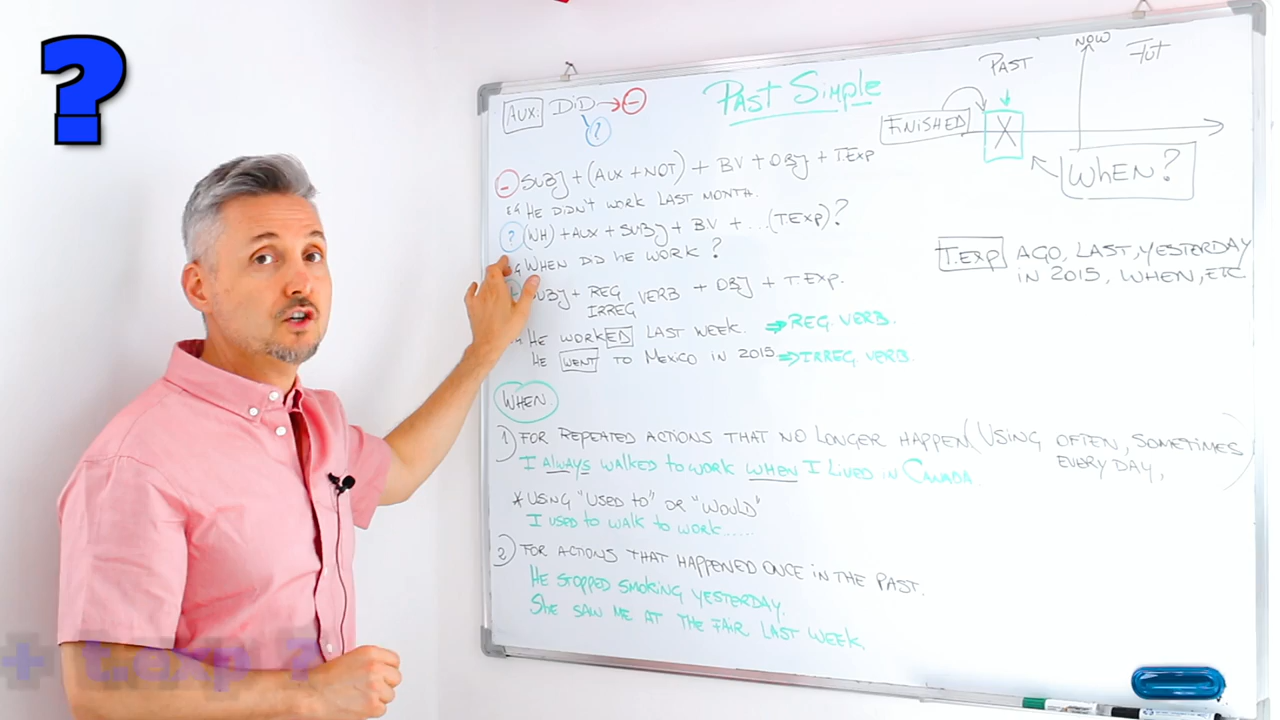 ?
AUX: DID → -
?
Past Simple
FINISHED
PAST
NOW
FUT
X
WHEN?
- SUBJ + (AUX + NOT) + BV + OBJ + T.EXP
EG HE DIDN'T WORK LAST MONTH.
? (WH) + AUX + SUBJ + BV + ... (T.EXP)?
WHEN DID HE WORK ?
SUBJ + REG VERB + OBJ + T.EXP.
IRREG
HE WORKED LAST WEEK. ⇒ REG. VERB.
HE WENT TO MEXICO IN 2015 ⇒ IRREG VERB.
T.EXP AGO, LAST, YESTERDAY
IN 2015, WHEN, ETC.
WHEN
1) FOR REPEATED ACTIONS THAT NO LONGER HAPPEN (USING OFTEN, SOMETIMES
EVERY DAY, )
I ALWAYS WALKED TO WORK WHEN I LIVED IN CANADA.
* USING "USED TO" OR "WOULD"
I USED TO WALK TO WORK......
2) FOR ACTIONS THAT HAPPENED ONCE IN THE PAST.
HE STOPPED SMOKING YESTERDAY.
SHE SAW ME AT THE FAIR LAST WEEK.
+ t.exp ?